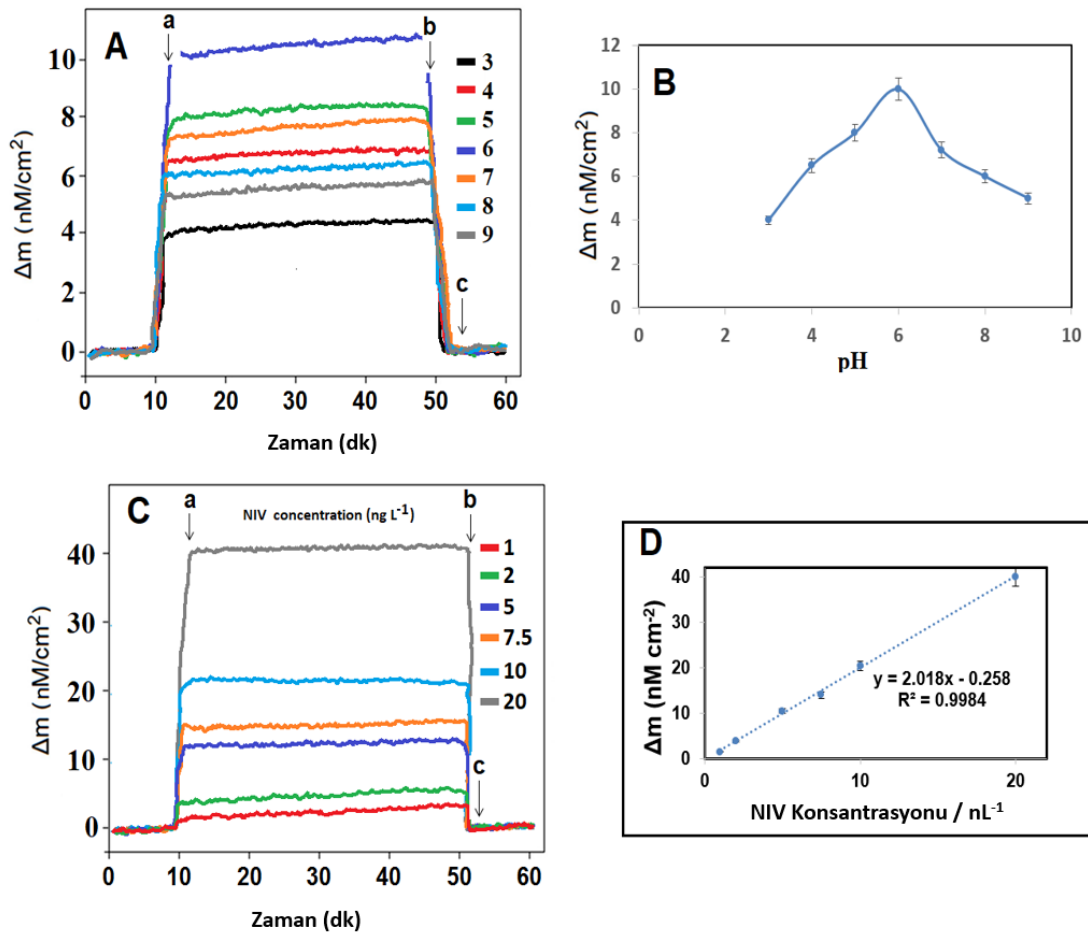 A
a
b
c
Δm ( nM/cm²)
10
8
6
4
2
0
3
4
5
6
7
8
9
0 10 20 30 40 50 60
Zaman (dk)
B
Δm ( nM/cm²)
12
10
8
6
4
2
0
0 2 4 6 8 10
pH
C
a
b
c
NIV concentration (ng L⁻¹)
Δm ( nM/cm²)
40
30
20
10
0
1
2
5
7.5
10
20
0 10 20 30 40 50 60
Zaman (dk)
D
Δm (nM cm⁻²)
40
30
20
10
0
y = 2.018x - 0.258
R² = 0.9984
0 10 20
NIV Konsantrasyonu / nL⁻¹